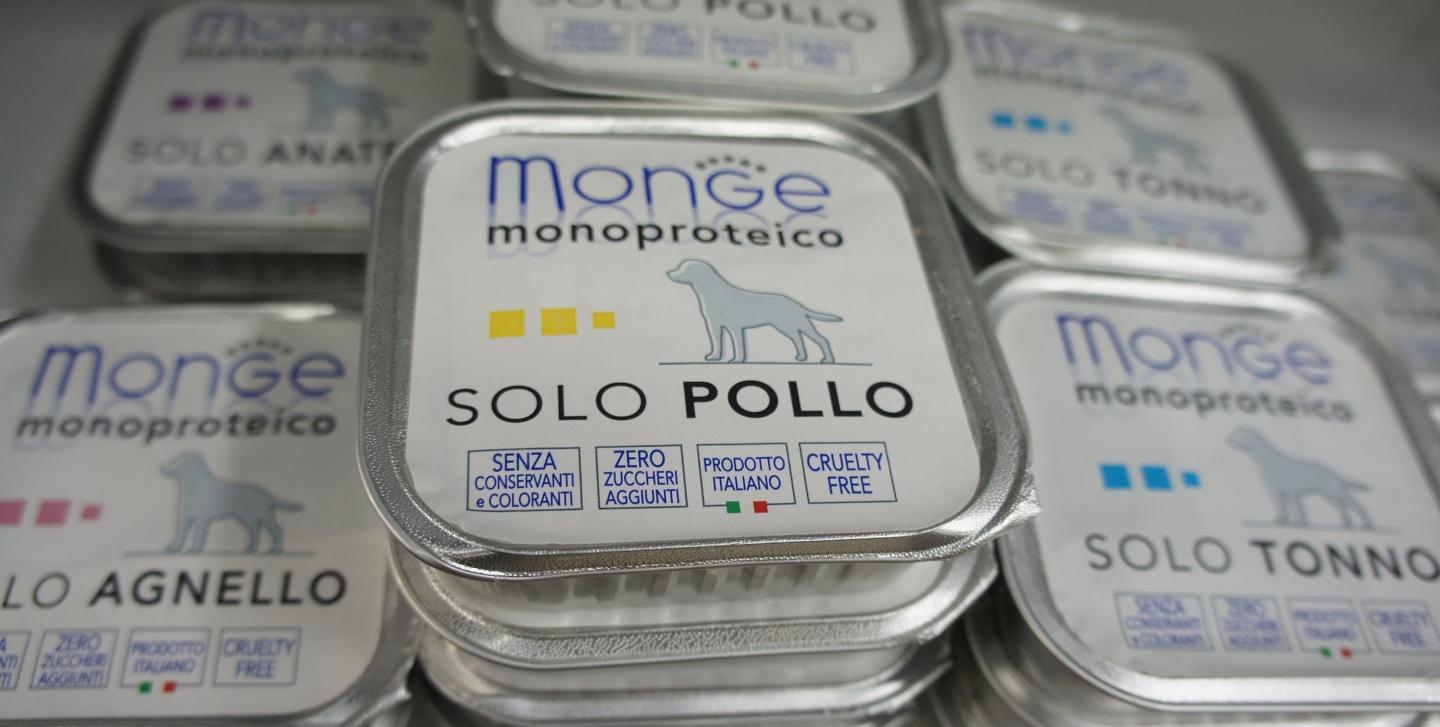 SOLO POLLO
Monge
monoproteico
SOLO
Monge
monoproteico
SOLO TONNO
Monge
monoproteico
SOLO POLLO
SENZA
CONSERVANTI
e COLORANTI
ZERO
ZUCCHERI
AGGIUNTI
PRODOTTO
ITALIANO
CRUELTY
FREE
Monge
monoproteico
AGNELLO
ZERO
ZUCCHERI
AGGIUNTI
PRODOTTO
ITALIANO
CRUELTY
FREE
Monge
monoproteico
SOLO TONNO
SENZA
CONSERVANTI
e COLORANTI
ZERO
ZUCCHERI
AGGIUNTI
PRODOTTO
ITALIANO
CRUELTY
FREE